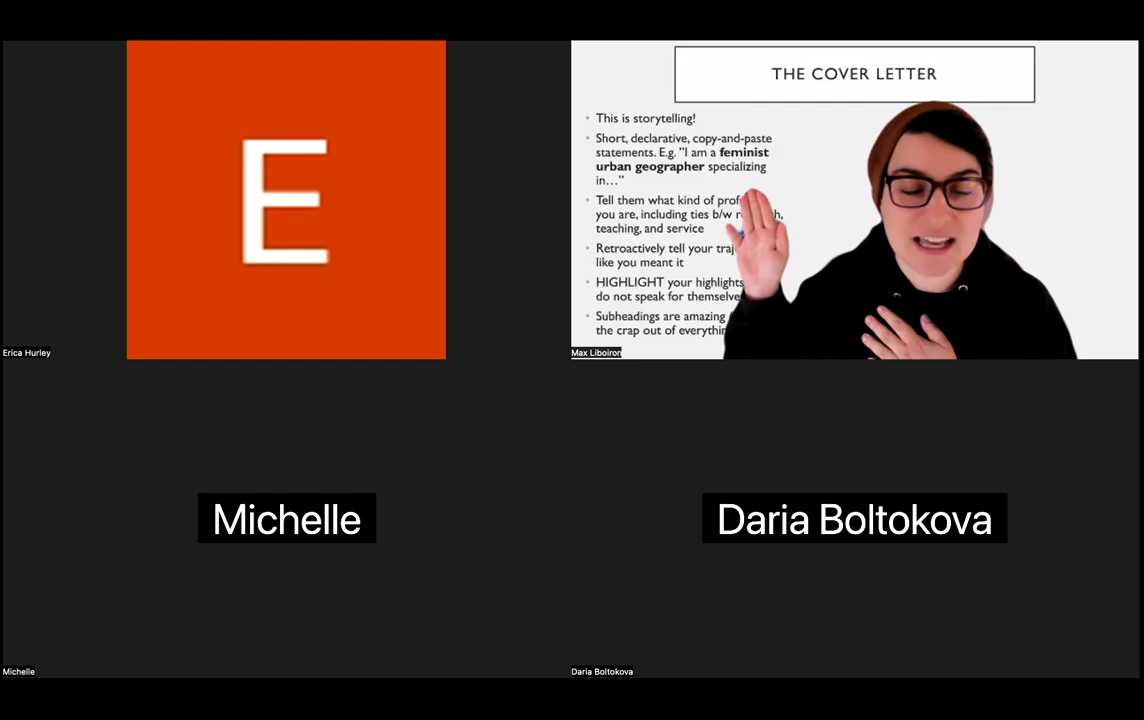 E
Erica Hurley
THE COVER LETTER
This is storytelling!
Short, declarative, copy-and-paste
statements. E.g. "I am a feminist
urban geographer specializing
in…"
Tell them what kind of
you are, including ties b/w
teaching, and service
Retroactively tell your
like you meant it
HIGHLIGHT your highlights
do not speak for
Subheadings are amazing
the crap out of
Max Liboiron
Michelle
Michelle
Daria Boltokova
Daria Boltokova